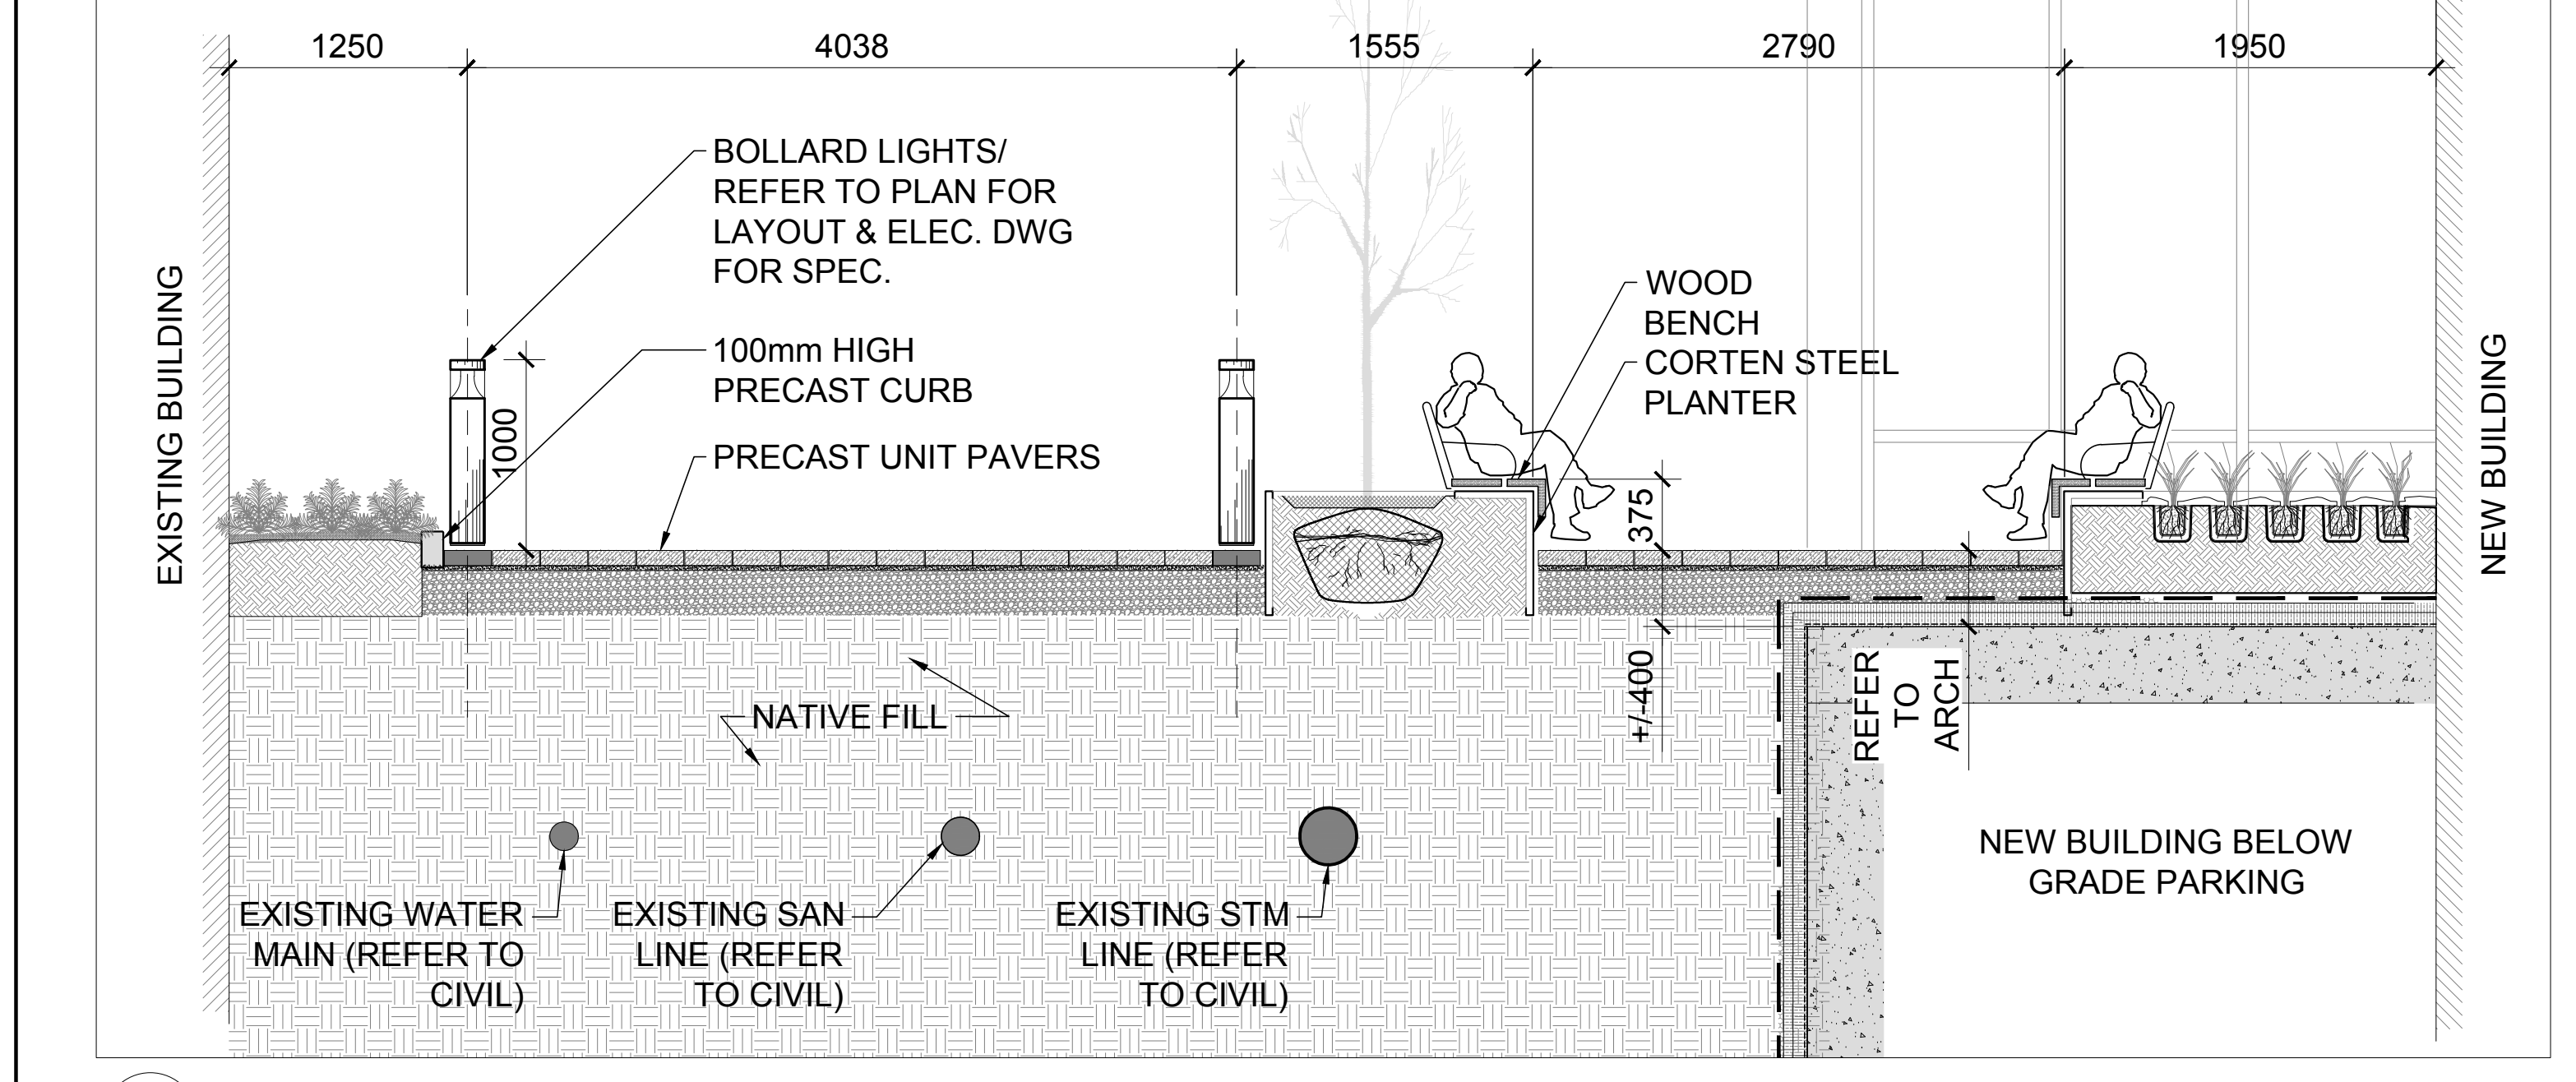 1250
4038
1555
2790
1950
BOLLARD LIGHTS/
REFER TO PLAN FOR
LAYOUT & ELEC. DWG
FOR SPEC.
100mm HIGH
PRECAST CURB
PRECAST UNIT PAVERS
WOOD
BENCH
CORTEN STEEL
PLANTER
EXISTING BUILDING
NEW BUILDING
1000
375
+/-400
REFER
TO
ARCH
NATIVE FILL
EXISTING WATER
MAIN (REFER TO
CIVIL)
EXISTING SAN
LINE (REFER
TO CIVIL)
EXISTING STM
LINE (REFER
TO CIVIL)
NEW BUILDING BELOW
GRADE PARKING